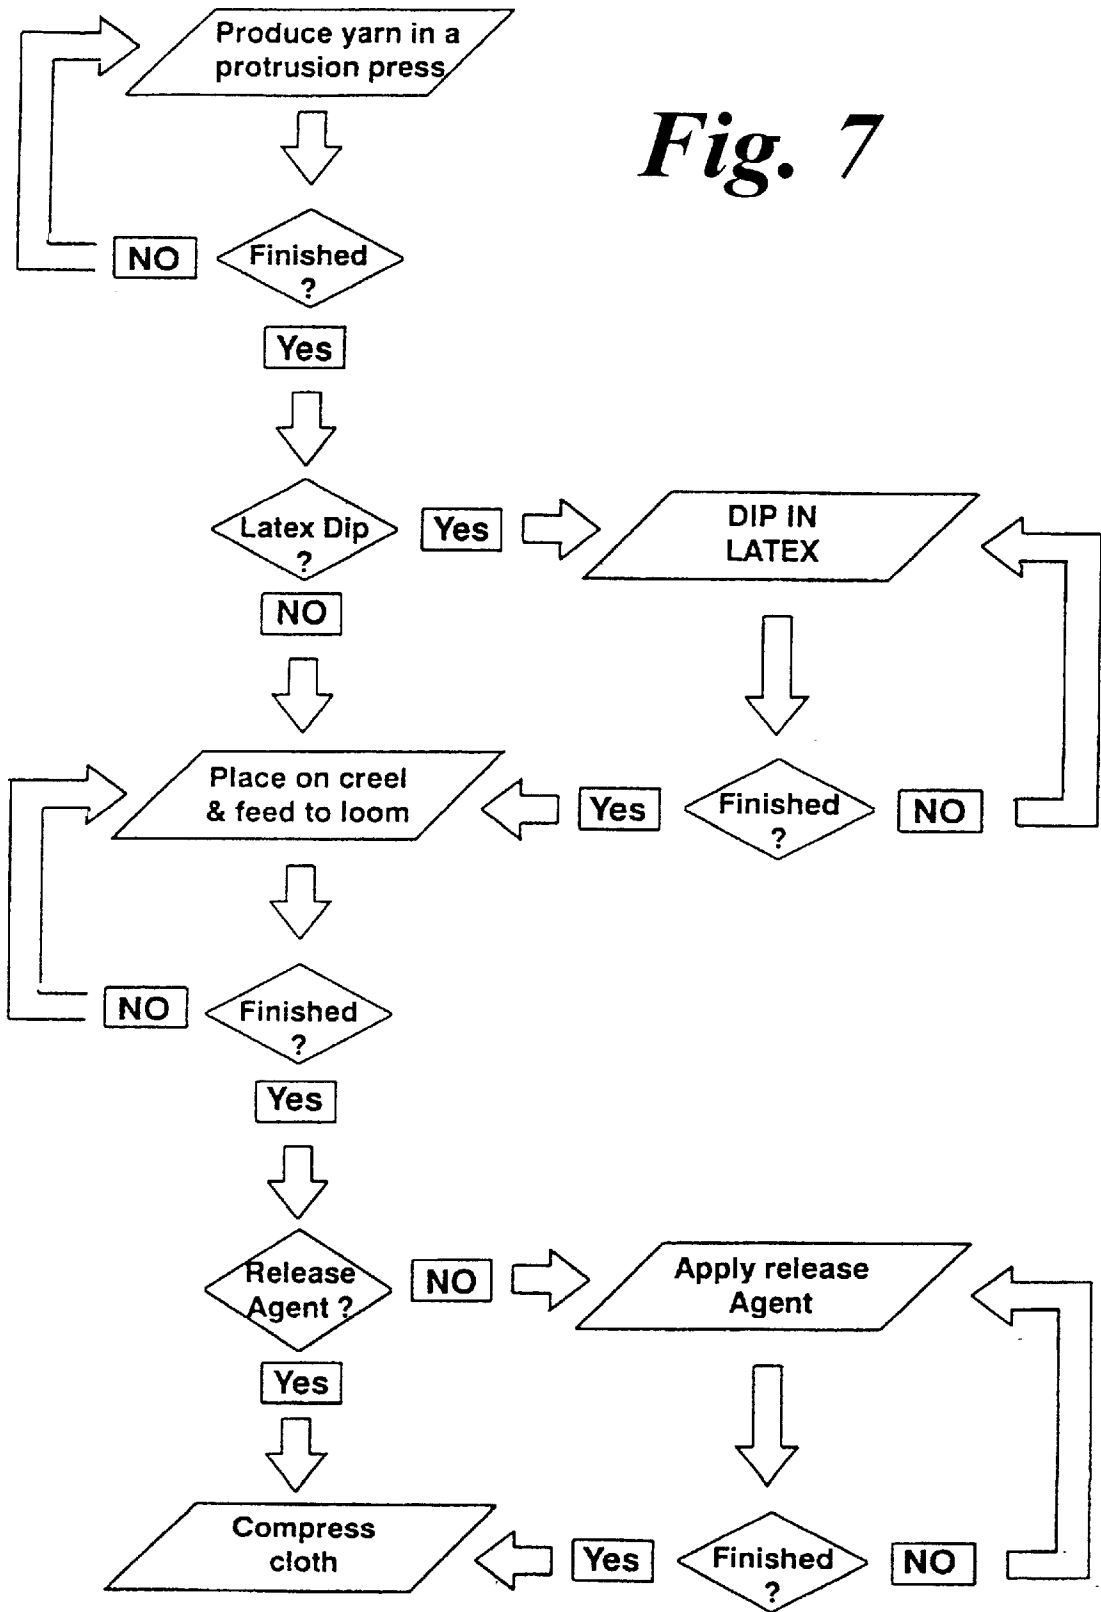 Produce yarn in a
protrusion press
Fig. 7
NO
Finished
?
Yes
Latex Dip
?
Yes
DIP IN
LATEX
NO
Place on creel
& feed to loom
Yes
Finished
?
NO
NO
Finished
?
Yes
Release
Agent ?
NO
Apply release
Agent
Yes
Compress
cloth
Yes
Finished
?
NO